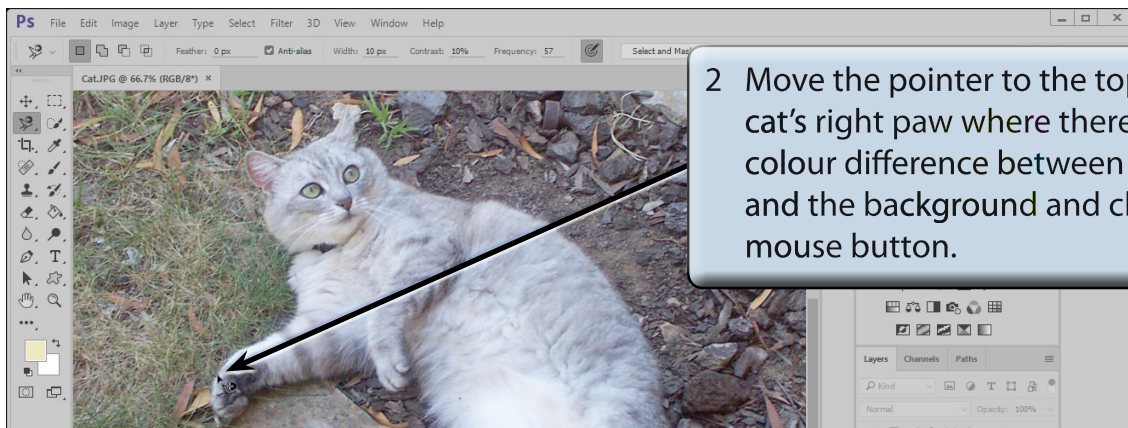 Ps File Edit Image Layer Type Select Filter 3D View Window Help
Feather: 0 px Anti-alias Width: 10 px Contrast: 10% Frequency: 57 Select and Mas
Cat.JPG @ 66.7% (RGB/8*) ×
2 Move the pointer to the top
cat's right paw where there
colour difference between
and the background and cl
mouse button.
Layers Channels Paths
Kind
Normal Opacity: 100%